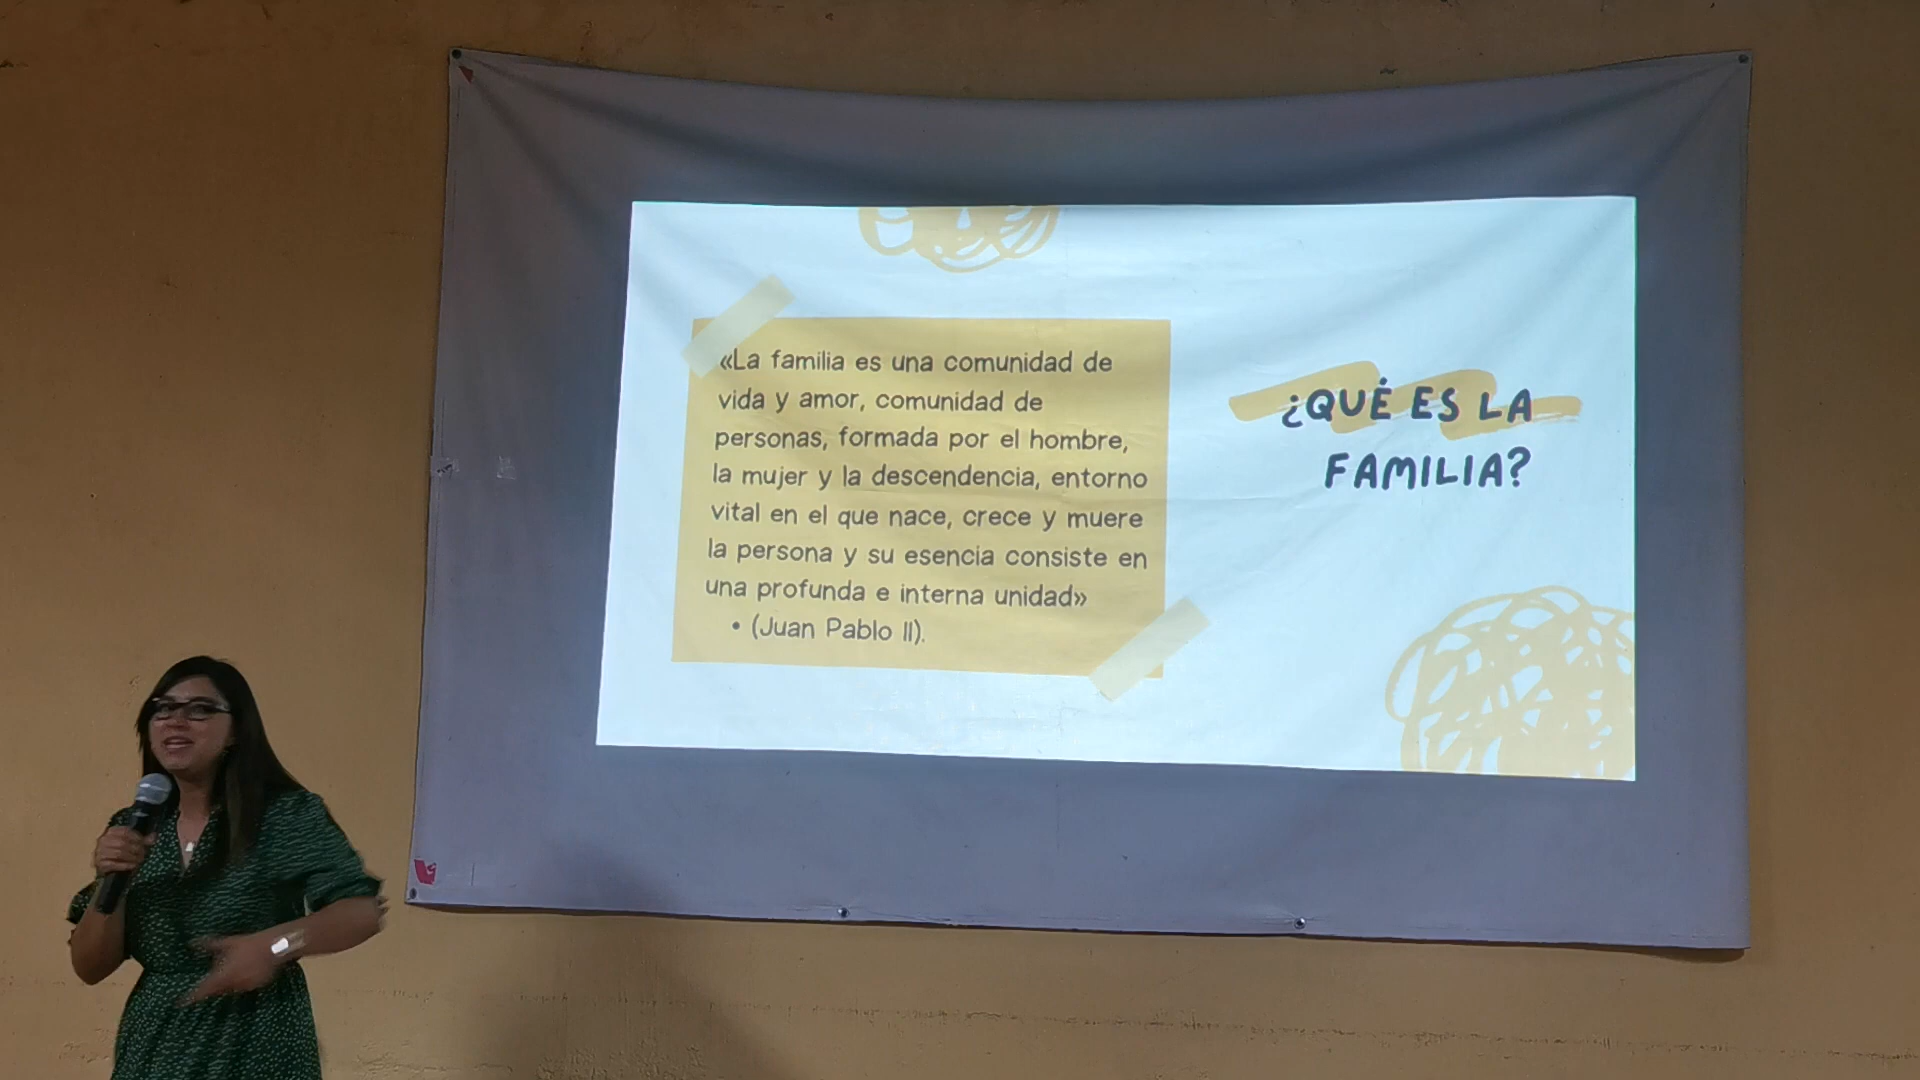 «La familia es una comunidad de
vida y amor, comunidad de
personas, formada por el hombre,
la mujer y la descendencia, entorno
vital en el que nace, crece y muere
la persona y su esencia consiste en
una profunda e interna unidad»
• (Juan Pablo II).
¿QUÉ ES LA
FAMILIA?